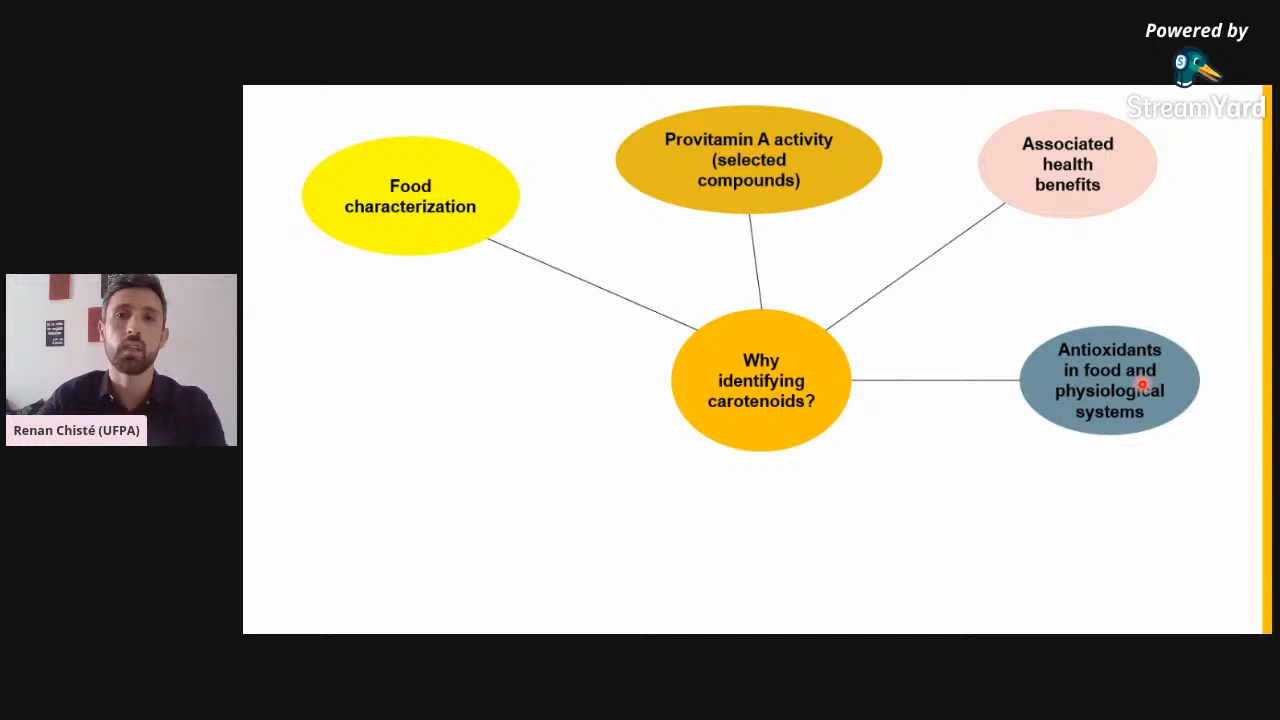 Powered by
StreamYard
Food
characterization
Provitamin A activity
(selected
compounds)
Associated
health
benefits
Why
identifying
carotenoids?
Antioxidants
in food and
physiological
systems
Renan Chisté (UFPA)